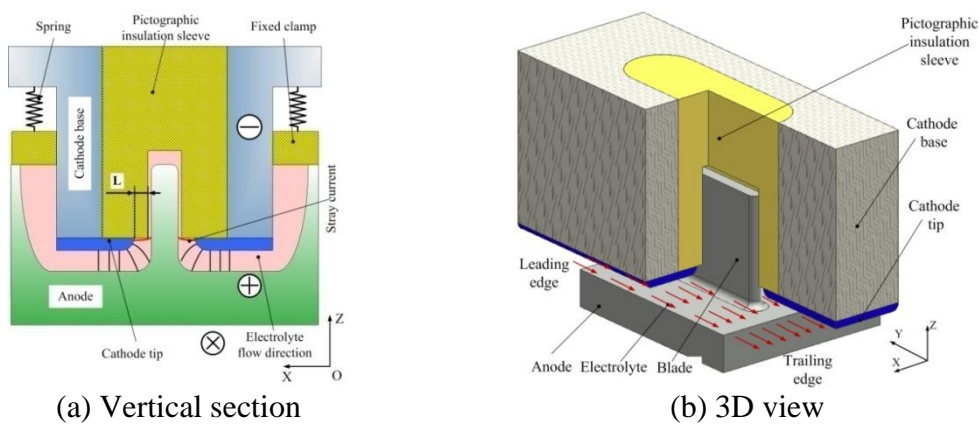 Spring
Pictographic
insulation sleeve
Fixed clamp
Cathode base
L
Stray current
Anode
Cathode tip
Electrolyte
flow direction
Z
X
O
(a) Vertical section
Pictographic
insulation
sleeve
Cathode
base
Cathode
tip
Leading
edge
Anode
Electrolyte
Blade
Trailing
edge
Y
Z
X
(b) 3D view